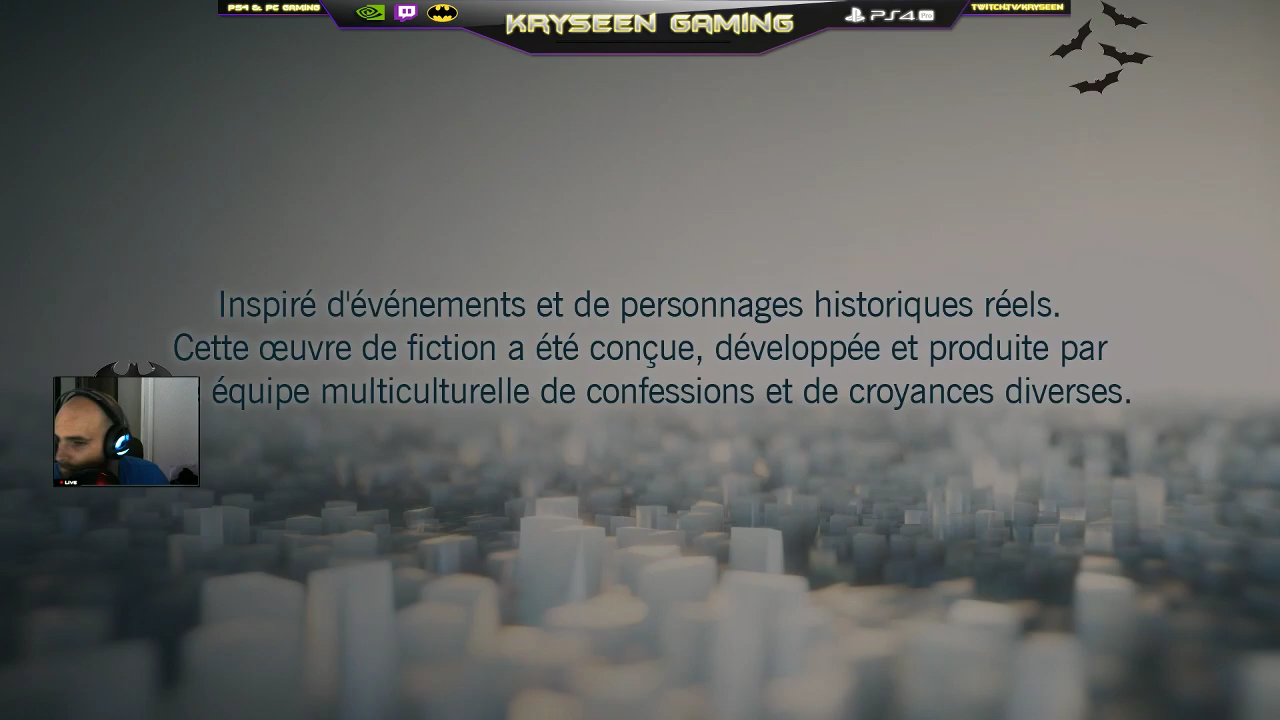 PS4 & PC GAMING
KRYSEEN GAMING
PS4 Pro
TWITCH.TV/KRYSEEN
Inspiré d'événements et de personnages historiques réels.
Cette œuvre de fiction a été conçue, développée et produite par
équipe multiculturelle de confessions et de croyances diverses.
LIVE